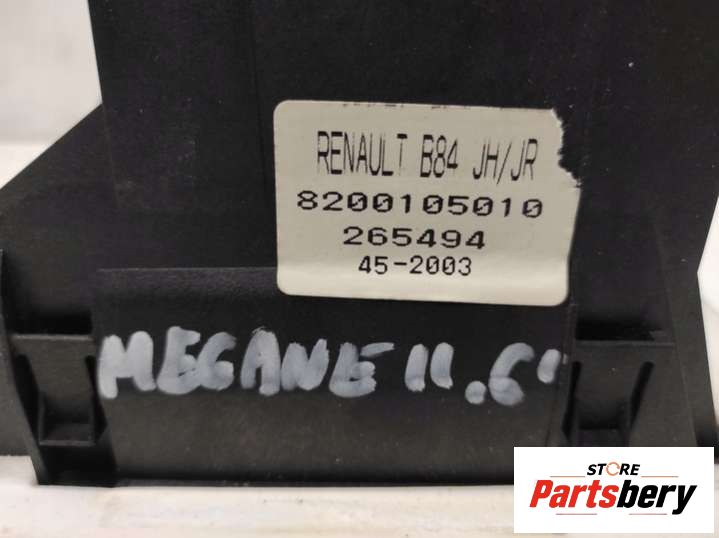 RENAULT B84 JH/JR
8200105010
265494
45-2003
MEGANE II .6'
STORE
Partsbery